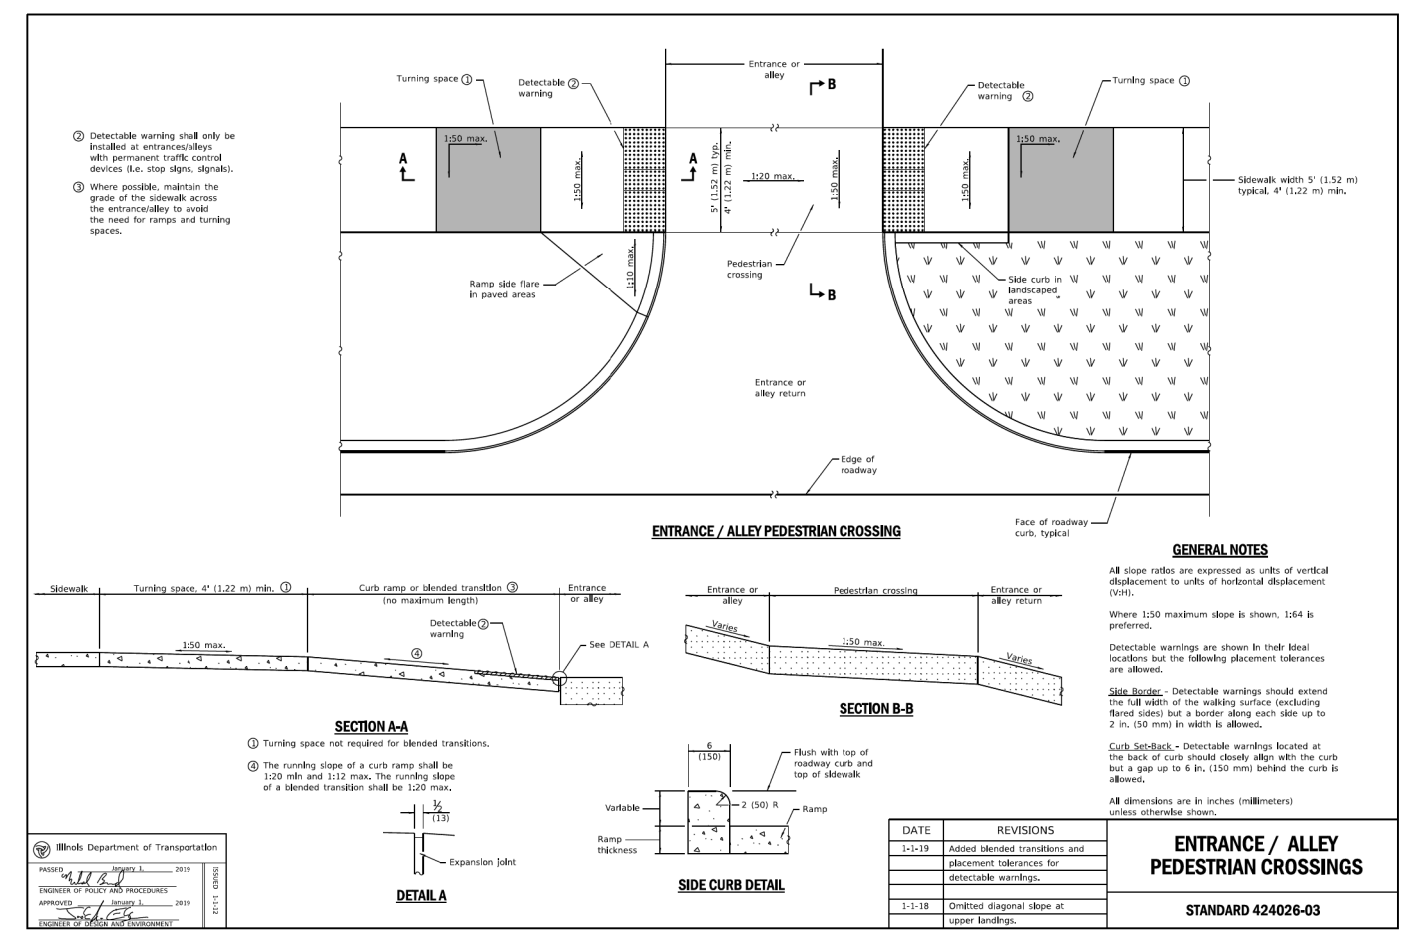 Entrance or
alley
B
Turning space ①
Detectable ②
warning
Detectable
warning ②
Turning space ①
② Detectable warning shall only be
installed at entrances/alleys
with permanent traffic control
devices (i.e. stop signs, signals).
③ Where possible, maintain the
grade of the sidewalk across
the entrance/alley to avoid
the need for ramps and turning
spaces.
1:50 max.
A
1:50 max.
A
5' (1.52 m) typ.
4' (1.22 m) min.
1:20 max.
1:50 max.
1:50 max.
1:50 max.
Sidewalk width 5' (1.52 m)
typical, 4' (1.22 m) min.
Ramp side flare
in paved areas
1:10 max.
Pedestrian
crossing
B
Side curb in
landscaped
areas
Entrance or
alley return
Edge of
roadway
Face of roadway
curb, typical
ENTRANCE / ALLEY PEDESTRIAN CROSSING
Sidewalk
Turning space, 4' (1.22 m) min. ①
Curb ramp or blended transition ③
(no maximum length)
Entrance
or alley
Detectable ②
warning
See DETAIL A
1:50 max.
④
SECTION A-A
① Turning space not required for blended transitions.
④ The running slope of a curb ramp shall be
1:20 min and 1:12 max. The running slope
of a blended transition shall be 1:20 max.
Entrance or
alley
Pedestrian crossing
Entrance or
alley return
Varies
1:50 max.
Varies
SECTION B-B
1/2
(13)
Expansion joint
DETAIL A
6
(150)
Flush with top of
roadway curb and
top of sidewalk
Variable
2 (50) R
Ramp
Ramp
thickness
SIDE CURB DETAIL
GENERAL NOTES
All slope ratios are expressed as units of vertical
displacement to units of horizontal displacement
(V:H).
Where 1:50 maximum slope is shown, 1:64 is
preferred.
Detectable warnings are shown in their ideal
locations but the following placement tolerances
are allowed.
Side Border - Detectable warnings should extend
the full width of the walking surface (excluding
flared sides) but a border along each side up to
2 in. (50 mm) in width is allowed.
Curb Set-Back - Detectable warnings located at
the back of curb should closely align with the curb
but a gap up to 6 in. (150 mm) behind the curb is
allowed.
All dimensions are in inches (millimeters)
unless otherwise shown.
Illinois Department of Transportation
PASSED January 1, 2019
ENGINEER OF POLICY AND PROCEDURES
APPROVED January 1, 2019
ENGINEER OF DESIGN AND ENVIRONMENT
ISSUED 1-1-12
DATE REVISIONS
1-1-19 Added blended transitions and
placement tolerances for
detectable warnings.
1-1-18 Omitted diagonal slope at
upper landings.
ENTRANCE / ALLEY
PEDESTRIAN CROSSINGS
STANDARD 424026-03